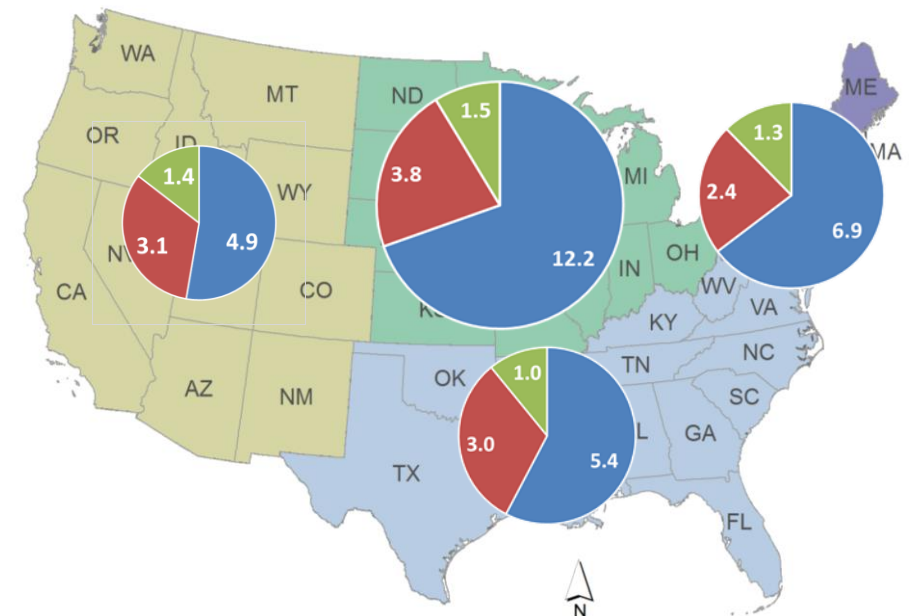 WA
MT
ND
ME
OR
ID
MA
WY
MI
NV
CO
IN
OH
CA
WV
VA
KY
NC
TN
OK
AZ
NM
SC
GA
L
TX
FL
1.4
3.1
4.9
1.5
3.8
12.2
1.3
2.4
6.9
1.0
3.0
5.4
N